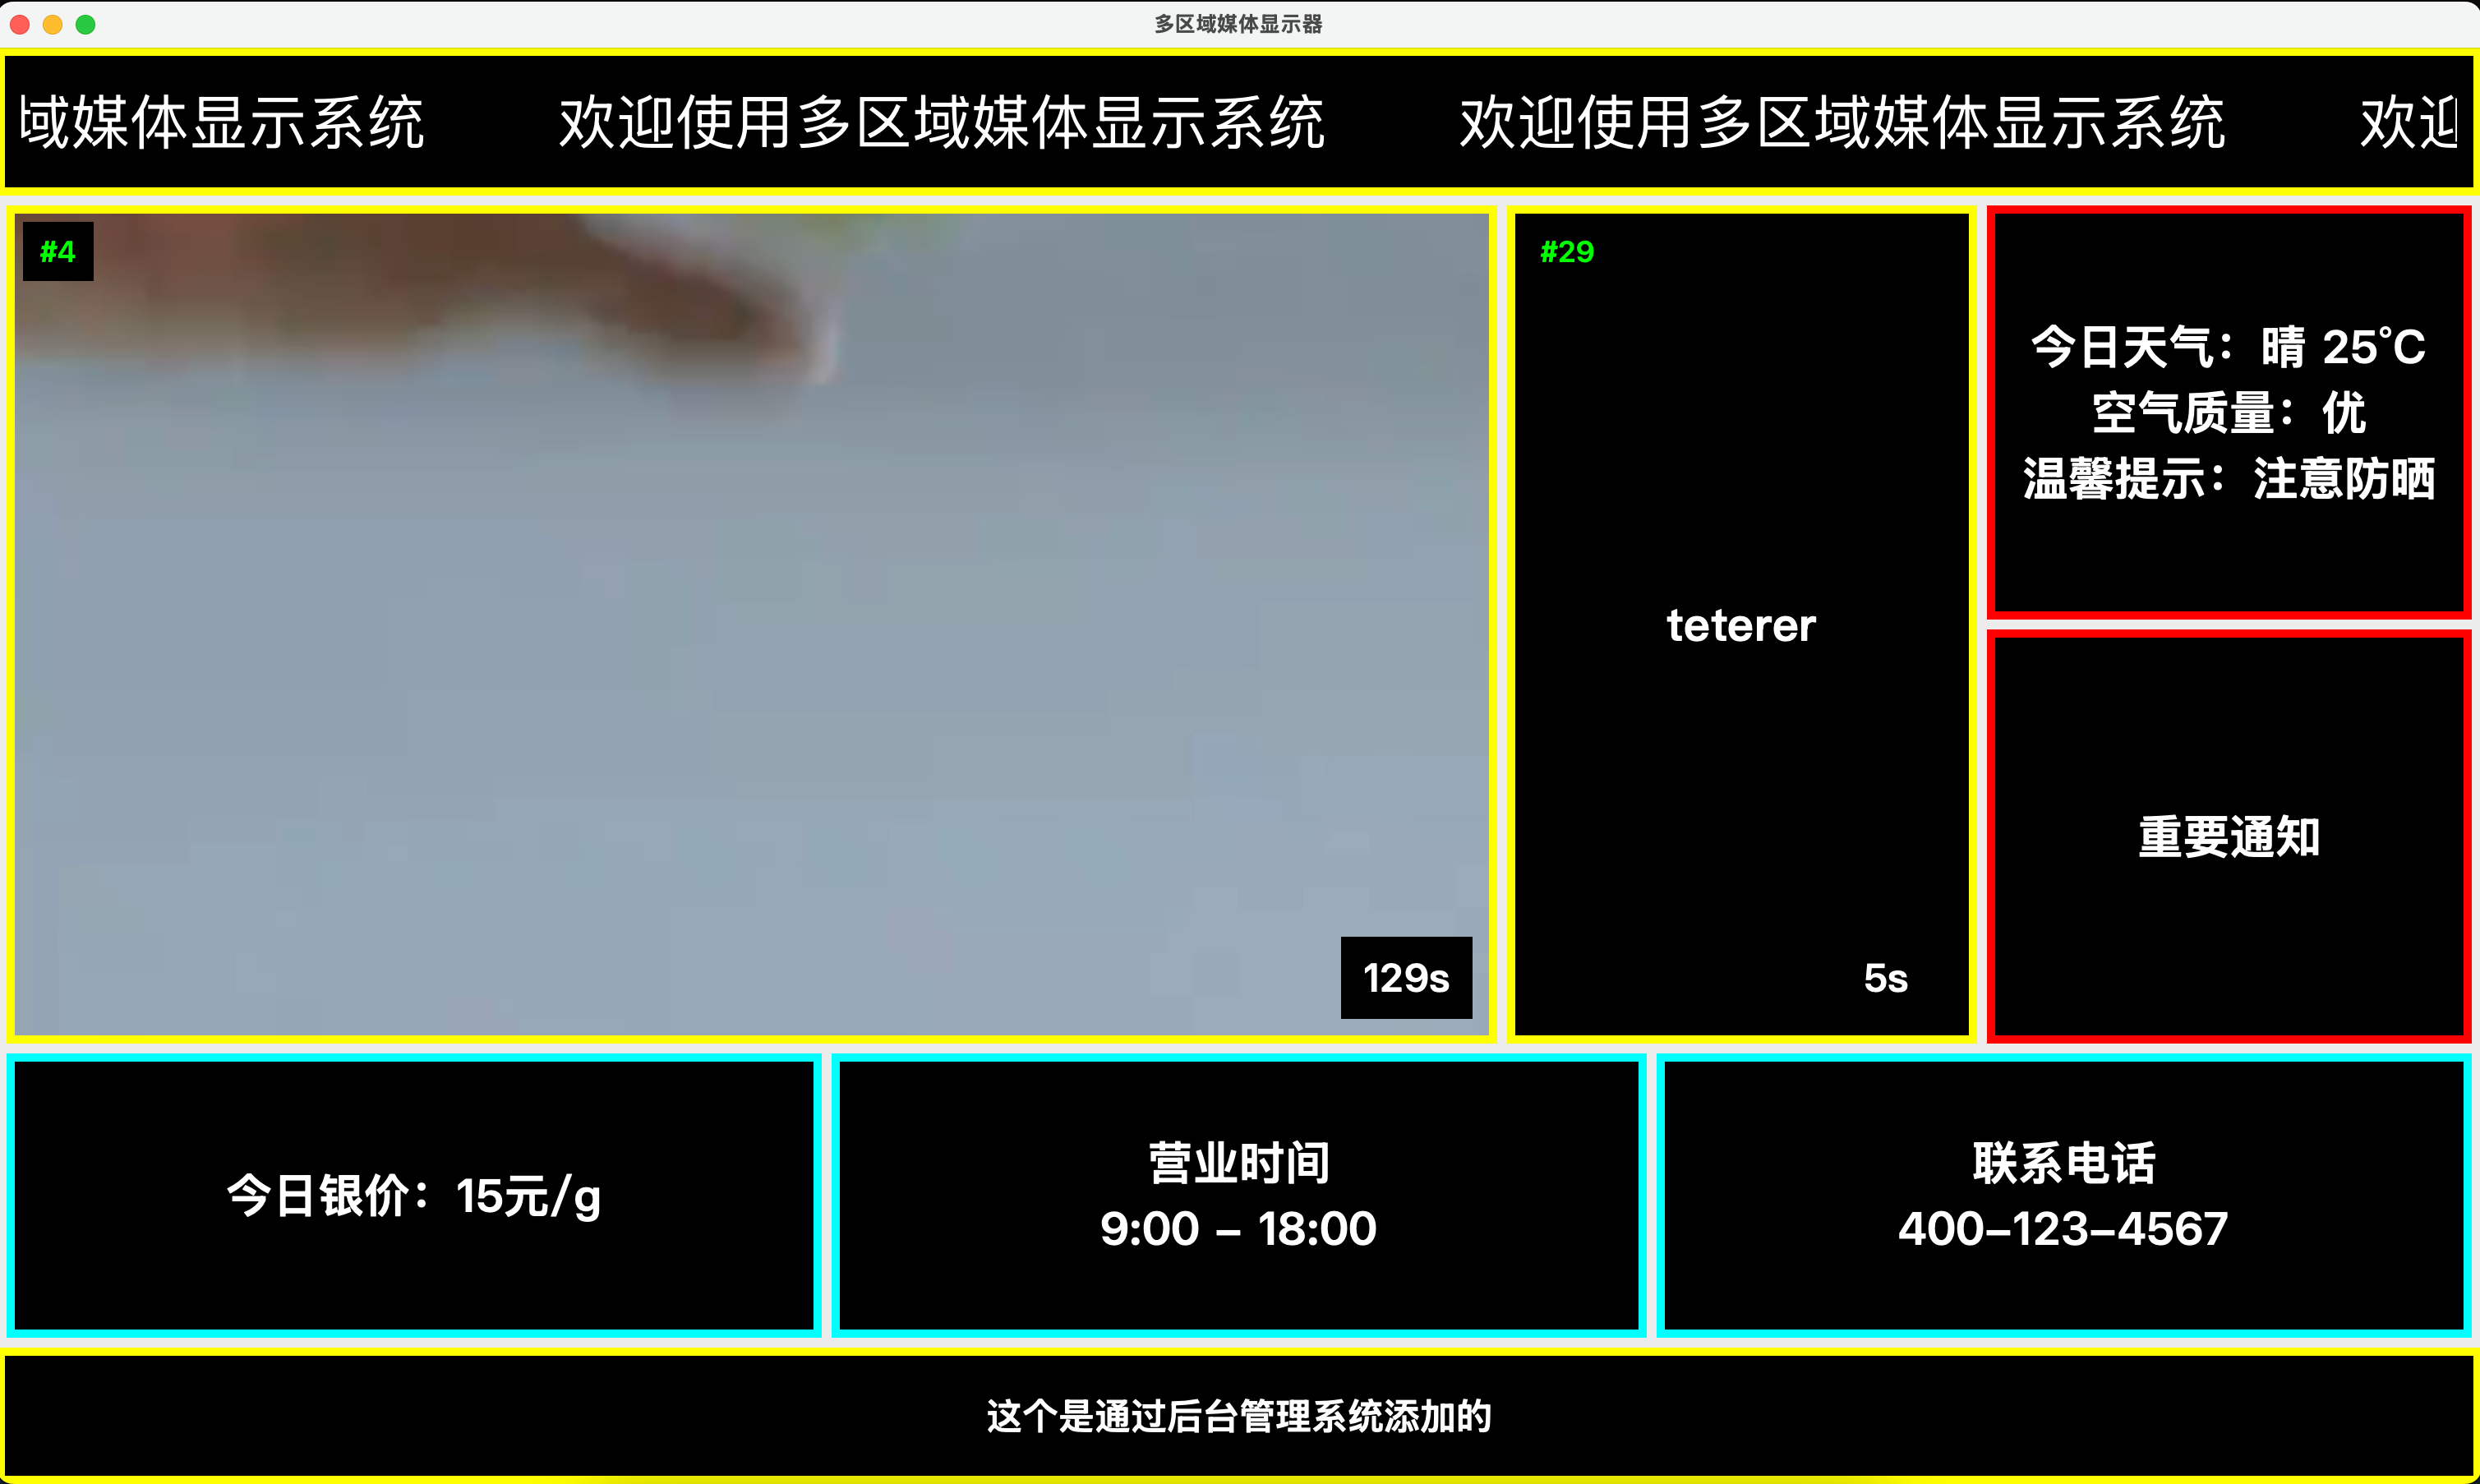 多区域媒体显示器
域媒体显示系统 欢迎使用多区域媒体显示系统 欢迎使用多区域媒体显示系统 欢迎
#4
129s
#29
teterer
5s
今日天气：晴 25°C
空气质量：优
温馨提示：注意防晒
重要通知
今日银价：15元/g
营业时间
9:00 - 18:00
联系电话
400-123-4567
这个是通过后台管理系统添加的